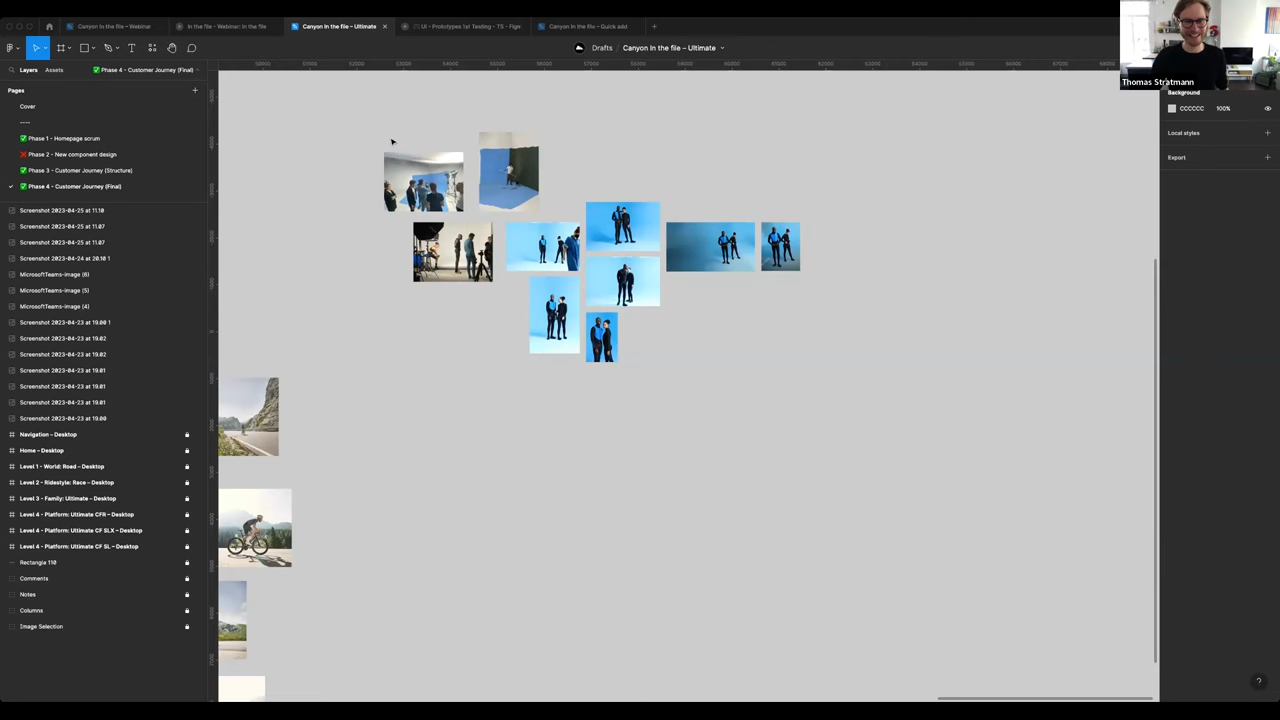 Canyon In the file – Webinar
In the file - Webinar: In the file
Canyon In the file – Ultimate
UI - Prototypes 1st Testing - TS - Figm
Canyon In the file – Quick add
Drafts
Canyon In the file – Ultimate
Thomas Stratmann
Layers
Assets
Phase 4 – Customer Journey (Final)
Pages
Cover
----
Phase 1 - Homepage scrum
Phase 2 - New component design
Phase 3 - Customer Journey (Structure)
Phase 4 - Customer Journey (Final)
Screenshot 2023-04-25 at 11.10
Screenshot 2023-04-25 at 11.07
Screenshot 2023-04-25 at 11.07
Screenshot 2023-04-24 at 20.10 1
MicrosoftTeams-image (6)
MicrosoftTeams-image (5)
MicrosoftTeams-image (4)
Screenshot 2023-04-23 at 19.00 1
Screenshot 2023-04-23 at 19.02
Screenshot 2023-04-23 at 19.02
Screenshot 2023-04-23 at 19.01
Screenshot 2023-04-23 at 19.01
Screenshot 2023-04-23 at 19.01
Screenshot 2023-04-23 at 19.00
Navigation – Desktop
Home – Desktop
Level 1 - World: Road – Desktop
Level 2 - Ridestyle: Race – Desktop
Level 3 - Family: Ultimate – Desktop
Level 4 - Platform: Ultimate CFR – Desktop
Level 4 - Platform: Ultimate CF SLX – Desktop
Level 4 - Platform: Ultimate CF SL – Desktop
Rectangle 110
Comments
Notes
Columns
Image Selection
Background
CCCCCC 100%
Local styles
Export
?